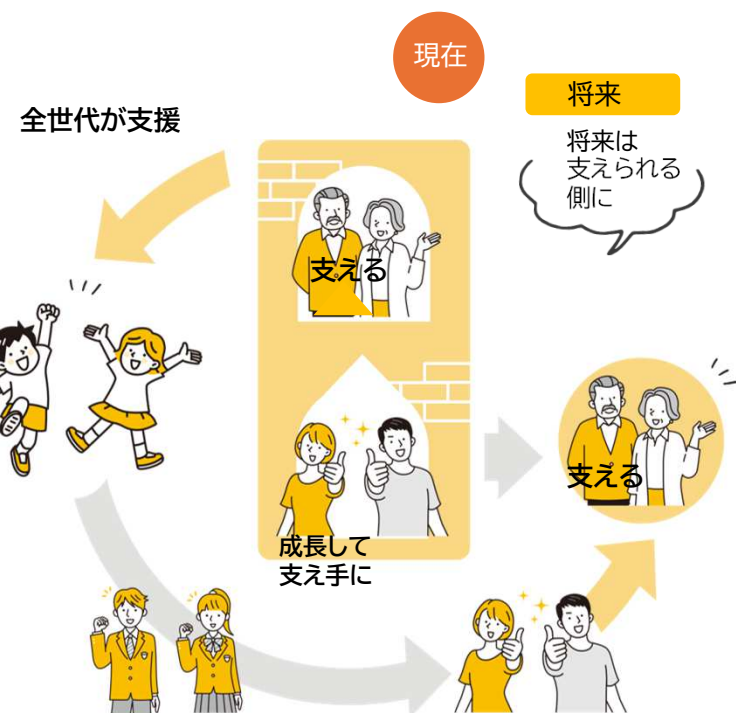 現在
将来
全世代が支援
将来は
支えられる
側に
支える
支える
成長して
支え手に